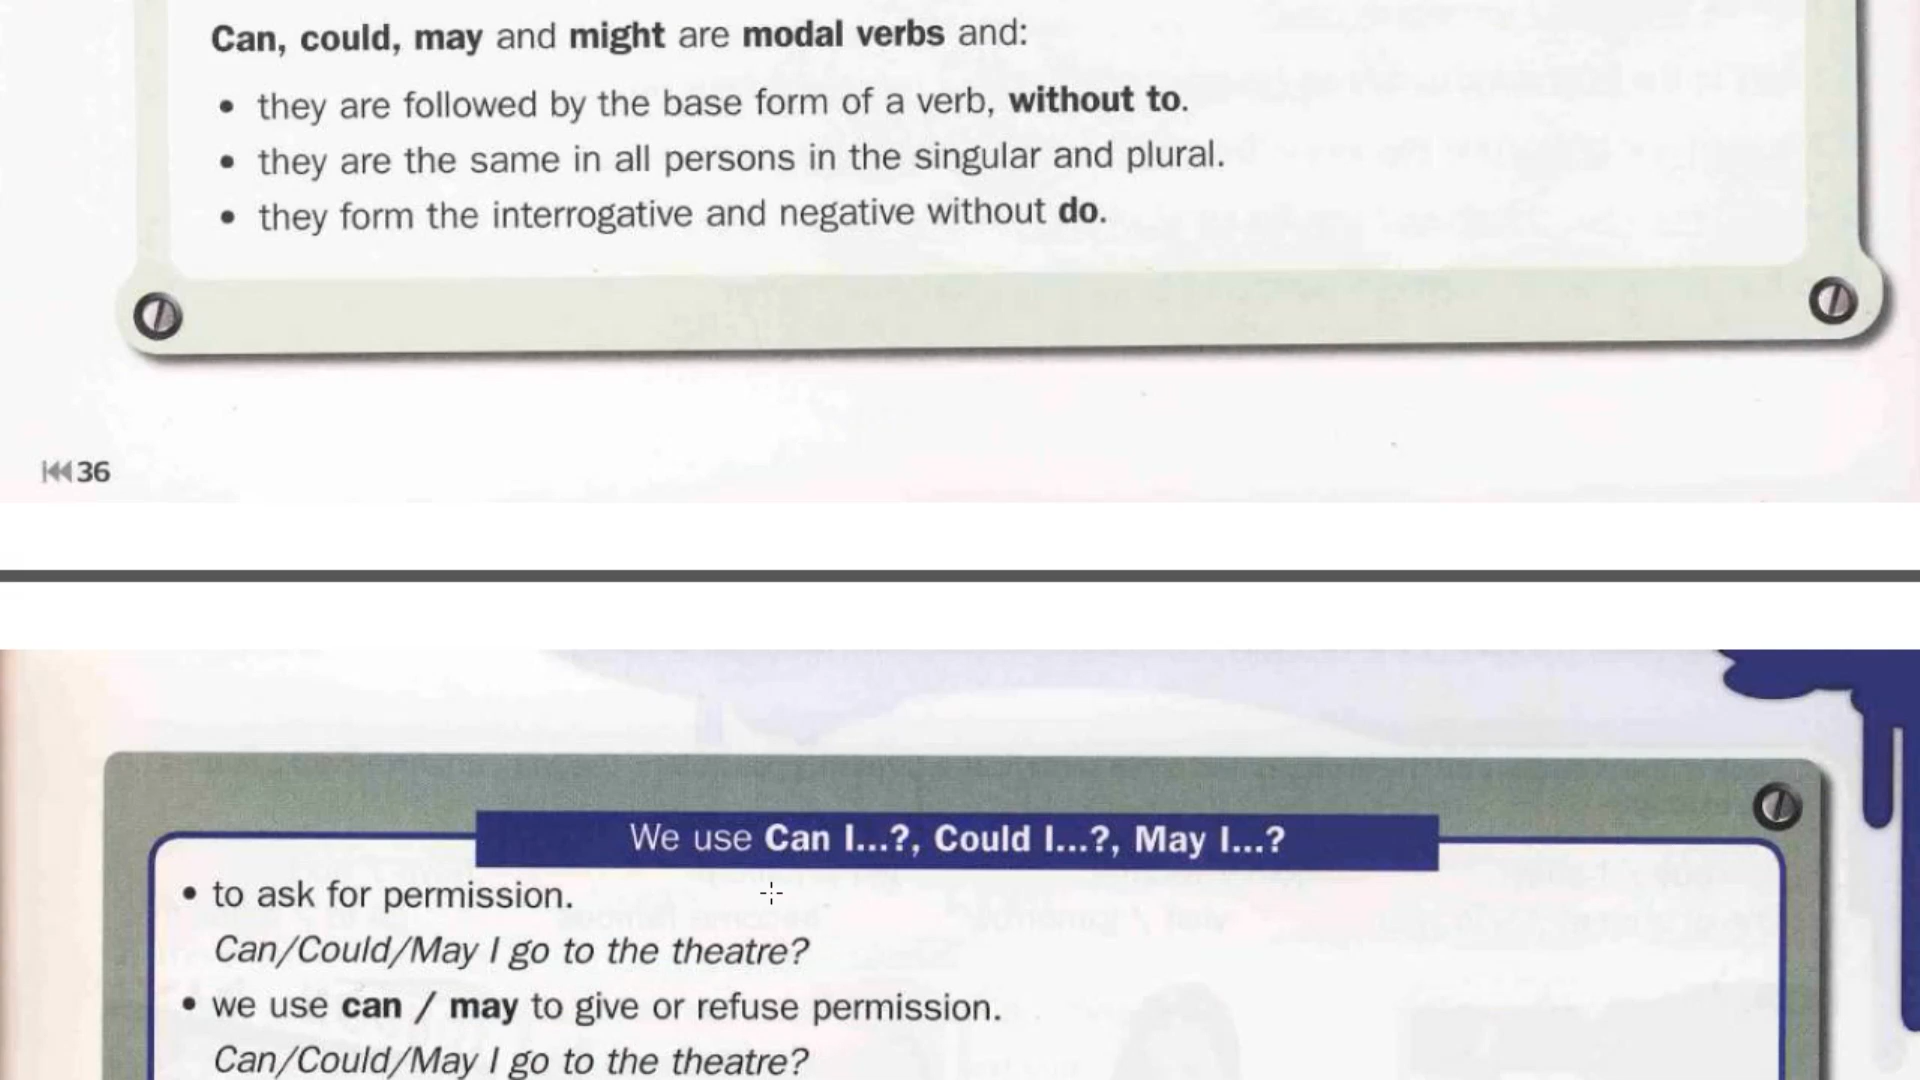 Can, could, may and might are modal verbs and:
• they are followed by the base form of a verb, without to.
• they are the same in all persons in the singular and plural.
• they form the interrogative and negative without do.
36
We use Can I...?, Could I...?, May I...?
• to ask for permission.
Can/Could/May I go to the theatre?
• we use can / may to give or refuse permission.
Can/Could/May I go to the theatre?